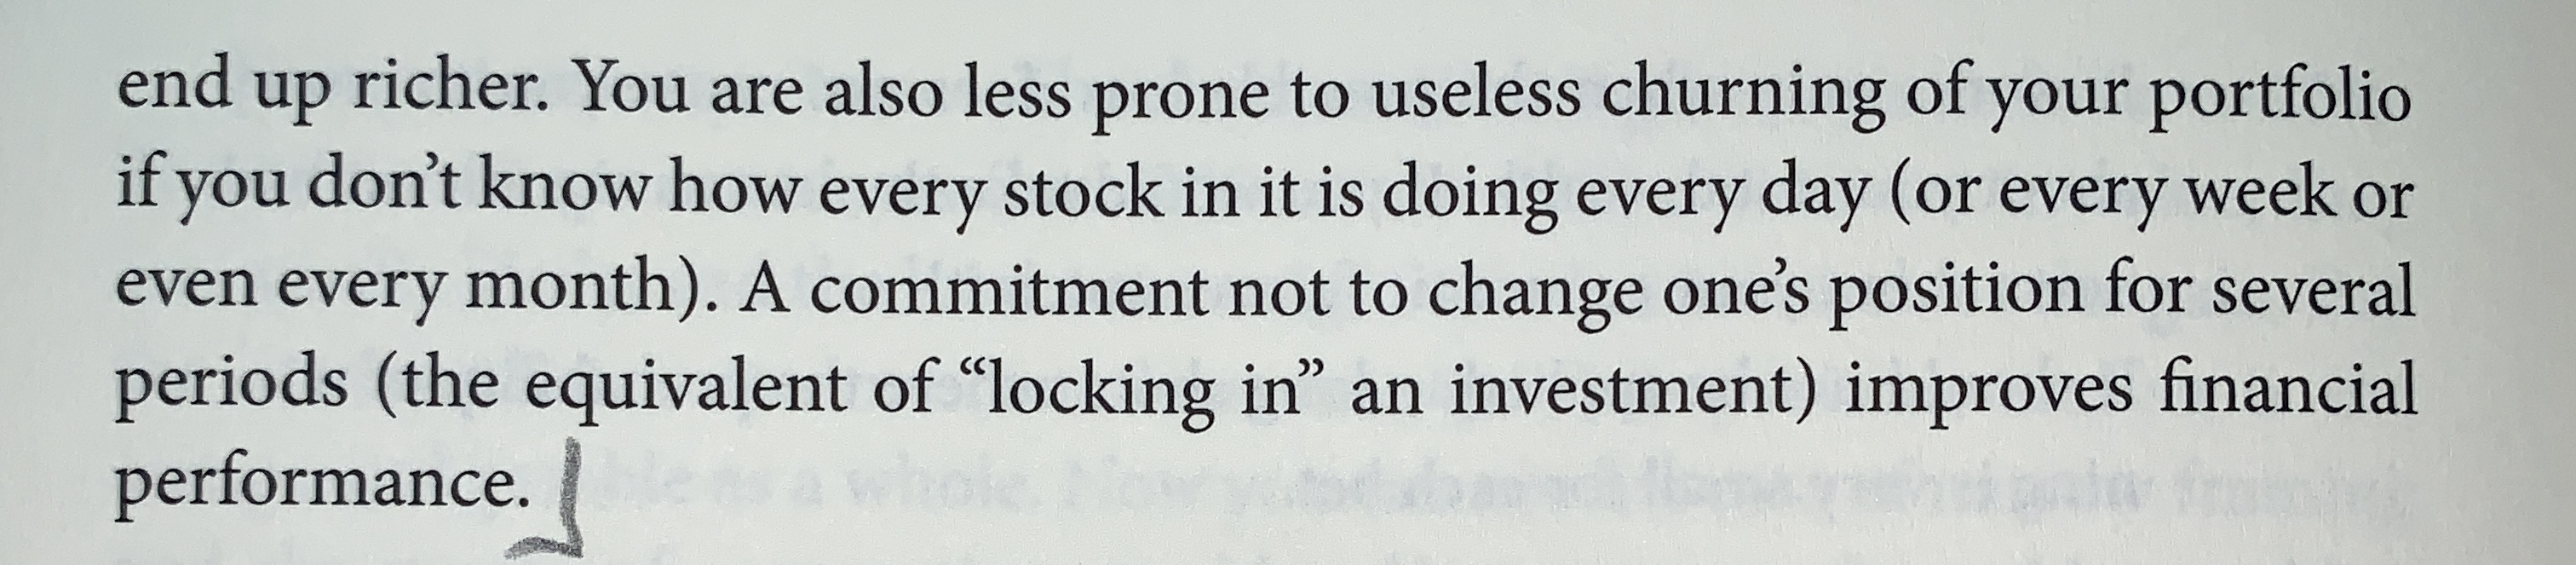 end up richer. You are also less prone to useless churning of your portfolio
if you don’t know how every stock in it is doing every day (or every week or
even every month). A commitment not to change one’s position for several
periods (the equivalent of “locking in” an investment) improves financial
performance.